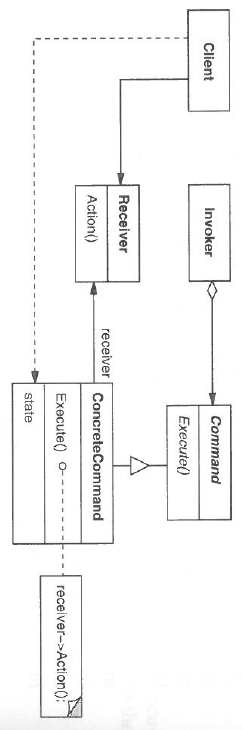 Client
Invoker
Command
Execute()
Receiver
Action()
receiver
ConcreteCommand
Execute()
state
receiver->Action();